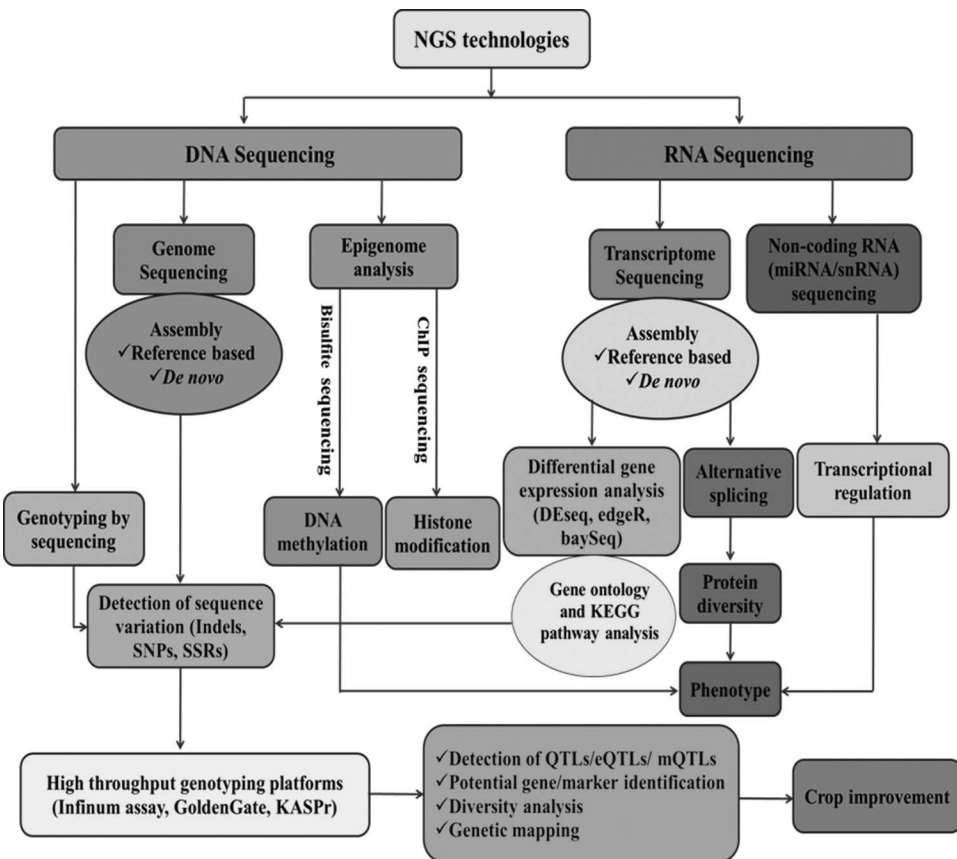 NGS technologies
DNA Sequencing
RNA Sequencing
Genome
Sequencing
Epigenome
analysis
Transcriptome
Sequencing
Non-coding RNA
(miRNA/snRNA)
sequencing
Assembly
✓Reference based
✓De novo
Bisulfite sequencing
ChIP sequencing
Assembly
✓Reference based
✓De novo
Genotyping by
sequencing
DNA
methylation
Histone
modification
Differential gene
expression analysis
(DEseq, edgeR,
baySeq)
Alternative
splicing
Transcriptional
regulation
Detection of sequence
variation (Indels,
SNPs, SSRs)
Gene ontology
and KEGG
pathway analysis
Protein
diversity
Phenotype
High throughput genotyping platforms
(Infinum assay, GoldenGate, KASPr)
✓Detection of QTLs/eQTLs/ mQTLs
✓Potential gene/marker identification
✓Diversity analysis
✓Genetic mapping
Crop improvement